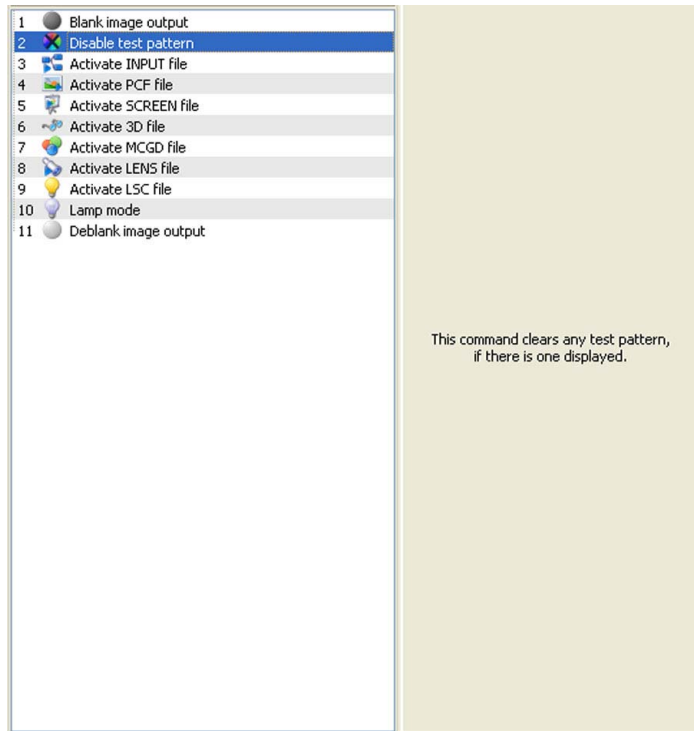 1 Blank image output
2 Disable test pattern
3 Activate INPUT file
4 Activate PCF file
5 Activate SCREEN file
6 Activate 3D file
7 Activate MCGD file
8 Activate LENS file
9 Activate LSC file
10 Lamp mode
11 Deblank image output
This command clears any test pattern,
if there is one displayed.